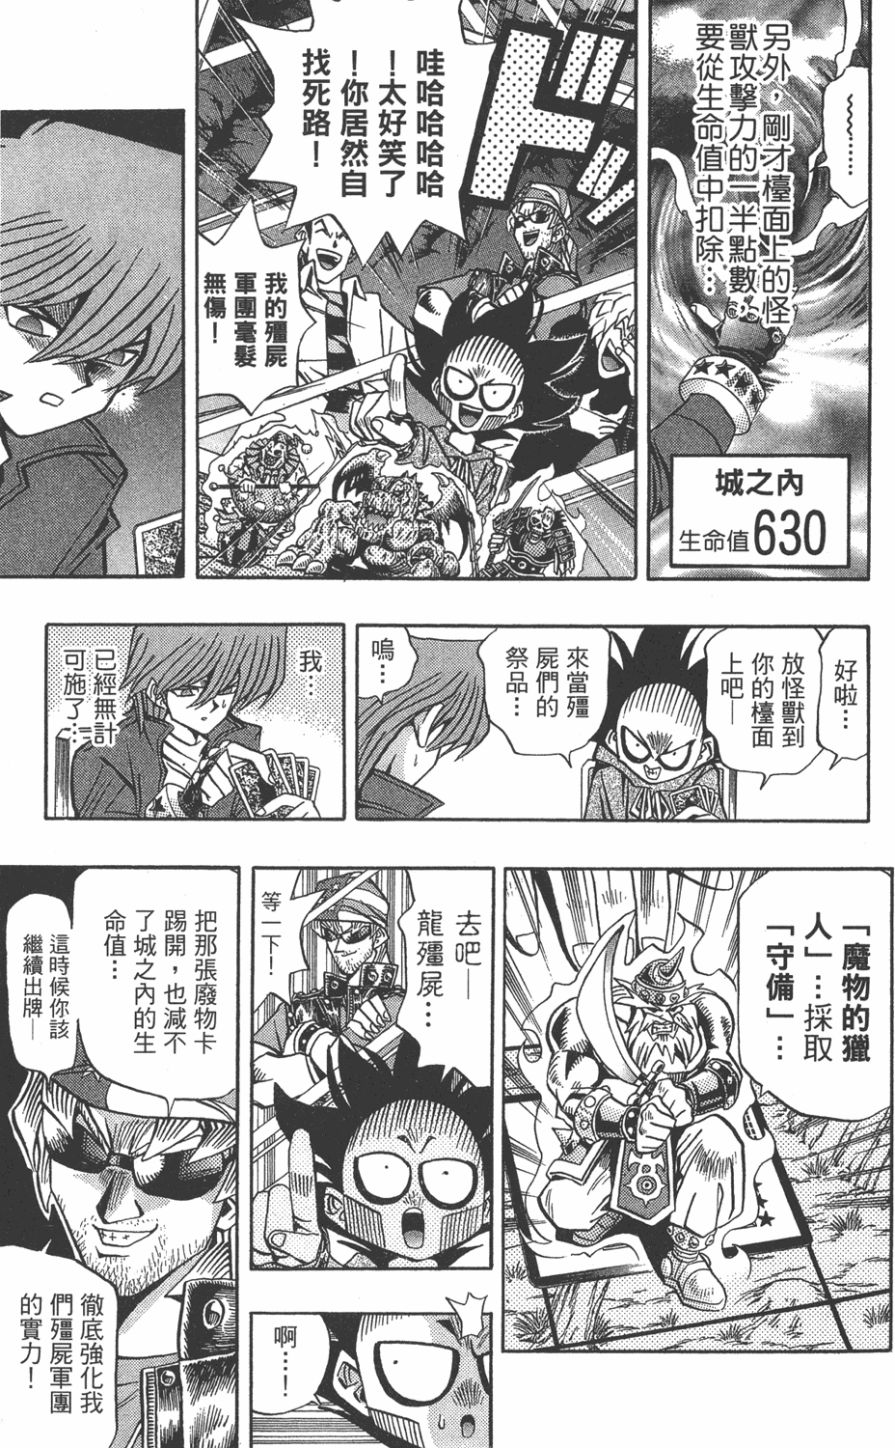 ～～～……
另外，剛才檯面上的怪
獸攻擊力的一半點數…
要從生命值中扣除…
城之內
生命值630
ドッ
哇哈哈哈哈
！太好笑了
！你居然自
找死路！
我的殭屍
軍團毫髮
無傷！
好啦…
放怪獸到
你的檯面
上吧─
來當殭
屍們的
祭品…
嗚…
我…
已經無計
可施了…
「魔物的獵
人」…採取
「守備」…
去吧─
龍殭屍…
等一下！
啊…！
把那張廢物卡
踢開，也減不
了城之內的生
命值…
這時候你該
繼續出牌─
徹底強化我
們殭屍軍團
的實力！